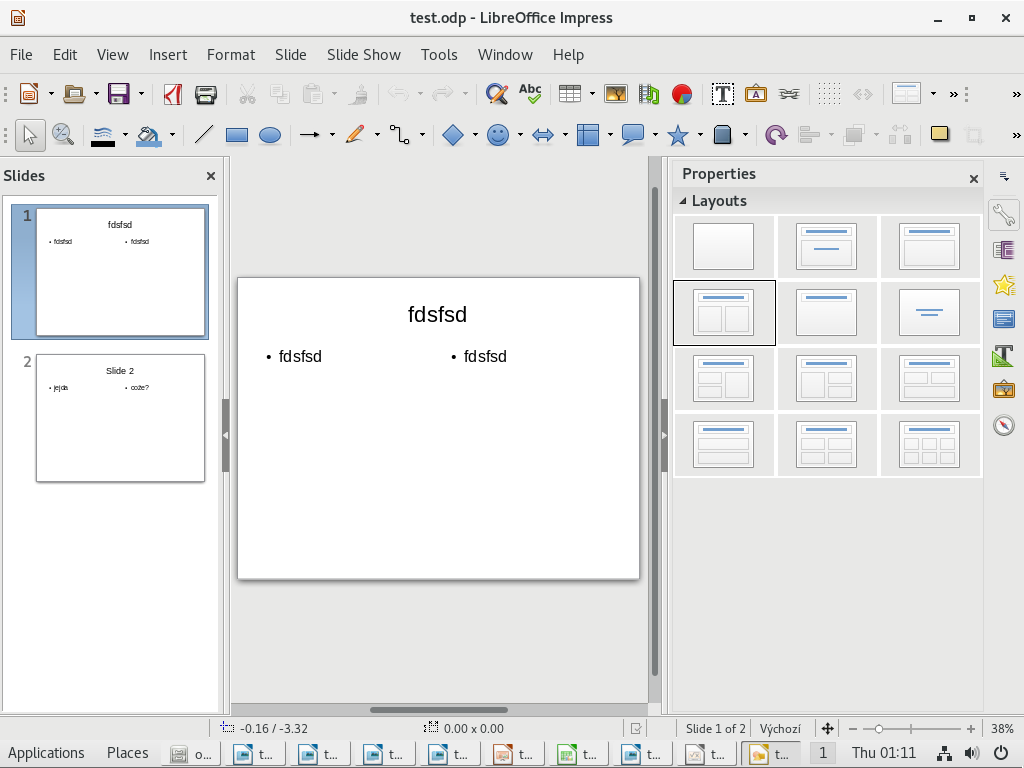 test.odp - LibreOffice Impress
File Edit View Insert Format Slide Slide Show Tools Window Help
Abc
T
A
Slides
Properties
Layouts
1
fdsfsd
• fdsfsd • fdsfsd
2
Slide 2
• jejda • cože?
fdsfsd
• fdsfsd • fdsfsd
-0.16 / -3.32 0.00 x 0.00 Slide 1 of 2 Výchozí 38%
Applications Places o... t... t... t... t... t... t... t... t... t... 1 Thu 01:11